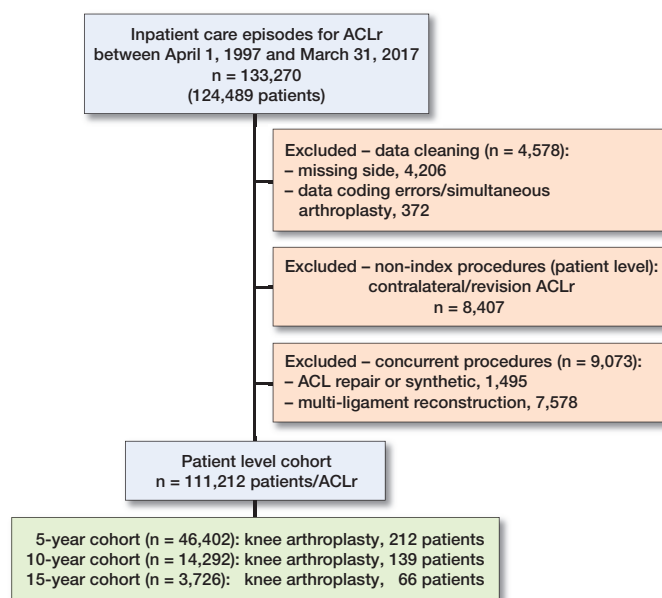 Inpatient care episodes for ACLr
between April 1, 1997 and March 31, 2017
n = 133,270
(124,489 patients)
Excluded – data cleaning (n = 4,578):
– missing side, 4,206
– data coding errors/simultaneous
arthroplasty, 372
Excluded – non-index procedures (patient level):
contralateral/revision ACLr
n = 8,407
Excluded – concurrent procedures (n = 9,073):
– ACL repair or synthetic, 1,495
– multi-ligament reconstruction, 7,578
Patient level cohort
n = 111,212 patients/ACLr
5-year cohort (n = 46,402): knee arthroplasty, 212 patients
10-year cohort (n = 14,292): knee arthroplasty, 139 patients
15-year cohort (n = 3,726): knee arthroplasty, 66 patients